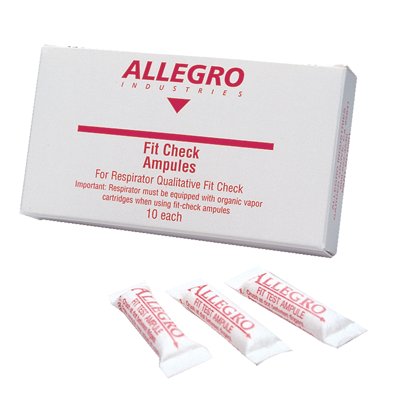 ALLEGRO
INDUSTRIES
Fit Check
Ampules
For Respirator Qualitative Fit Check
Important: Respirator must be equipped with organic vapor
cartridges when using fit-check ampules
10 each
ALLEGRO
FIT TEST AMPULE
ALLEGRO
FIT TEST AMPULE
ALLEGRO
FIT TEST AMPULE